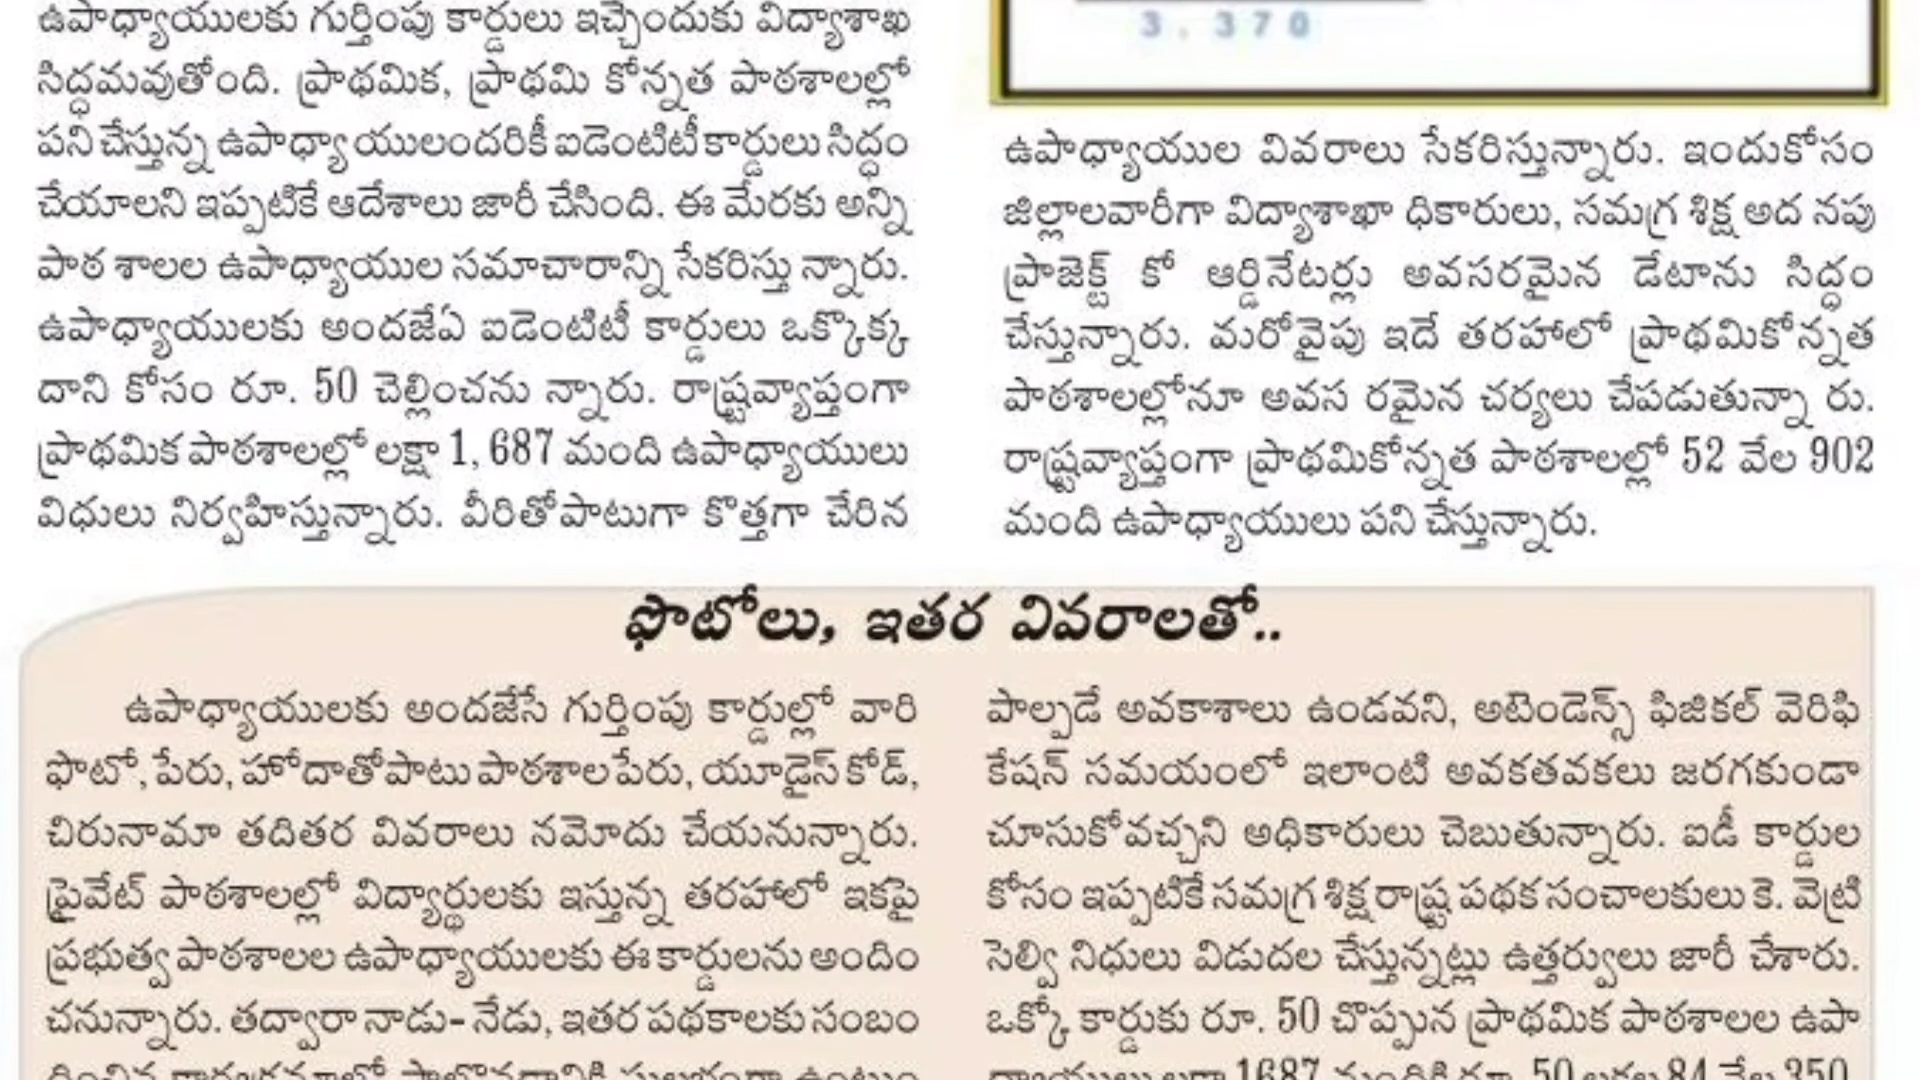 ఉపాధ్యాయులకు గుర్తింపు కార్డులు ఇచ్చేందుకు విద్యాశాఖ
సిద్ధమవుతోంది. ప్రాథమిక, ప్రాథమి కోన్నత పాఠశాలల్లో
పని చేస్తున్న ఉపాధ్యా యులందరికీ ఐడెంటిటీ కార్డులు సిద్ధం
చేయాలని ఇప్పటికే ఆదేశాలు జారీ చేసింది. ఈ మేరకు అన్ని
పాఠ శాలల ఉపాధ్యాయుల సమాచారాన్ని సేకరిస్తు న్నారు.
ఉపాధ్యాయులకు అందజేఏ ఐడెంటిటీ కార్డులు ఒక్కొక్క
దాని కోసం రూ. 50 చెల్లించను న్నారు. రాష్ట్రవ్యాప్తంగా
ప్రాథమిక పాఠశాలల్లో లక్షా 1, 687 మంది ఉపాధ్యాయులు
విధులు నిర్వహిస్తున్నారు. వీరితోపాటుగా కొత్తగా చేరిన
3. 370
ఉపాధ్యాయుల వివరాలు సేకరిస్తున్నారు. ఇందుకోసం
జిల్లాలవారీగా విద్యాశాఖా ధికారులు, సమగ్ర శిక్ష అద నపు
ప్రాజెక్ట్ కో ఆర్డినేటర్లు అవసరమైన డేటాను సిద్ధం
చేస్తున్నారు. మరోవైపు ఇదే తరహాలో ప్రాథమికోన్నత
పాఠశాలల్లోనూ అవస రమైన చర్యలు చేపడుతున్నా రు.
రాష్ట్రవ్యాప్తంగా ప్రాథమికోన్నత పాఠశాలల్లో 52 వేల 902
మంది ఉపాధ్యాయులు పని చేస్తున్నారు.
ఫొటోలు, ఇతర వివరాలతో..
ఉపాధ్యాయులకు అందజేసే గుర్తింపు కార్డుల్లో వారి
ఫొటో, పేరు, హోదాతోపాటు పాఠశాల పేరు, యూడైస్ కోడ్,
చిరునామా తదితర వివరాలు నమోదు చేయనున్నారు.
ప్రైవేట్ పాఠశాలల్లో విద్యార్థులకు ఇస్తున్న తరహాలో ఇకపై
ప్రభుత్వ పాఠశాలల ఉపాధ్యాయులకు ఈ కార్డులను అందిం
చనున్నారు. తద్వారా నాడు- నేడు, ఇతర పథకాలకు సంబం
పాల్పడే అవకాశాలు ఉండవని, అటెండెన్స్ ఫిజికల్ వెరిఫి
కేషన్ సమయంలో ఇలాంటి అవకతవకలు జరగకుండా
చూసుకోవచ్చని అధికారులు చెబుతున్నారు. ఐడీ కార్డుల
కోసం ఇప్పటికే సమగ్ర శిక్ష రాష్ట్ర పథక సంచాలకులు కె. వెట్రి
సెల్వి నిధులు విడుదల చేస్తున్నట్లు ఉత్తర్వులు జారీ చేశారు.
ఒక్కో కార్డుకు రూ. 50 చొప్పున ప్రాథమిక పాఠశాలల ఉపా